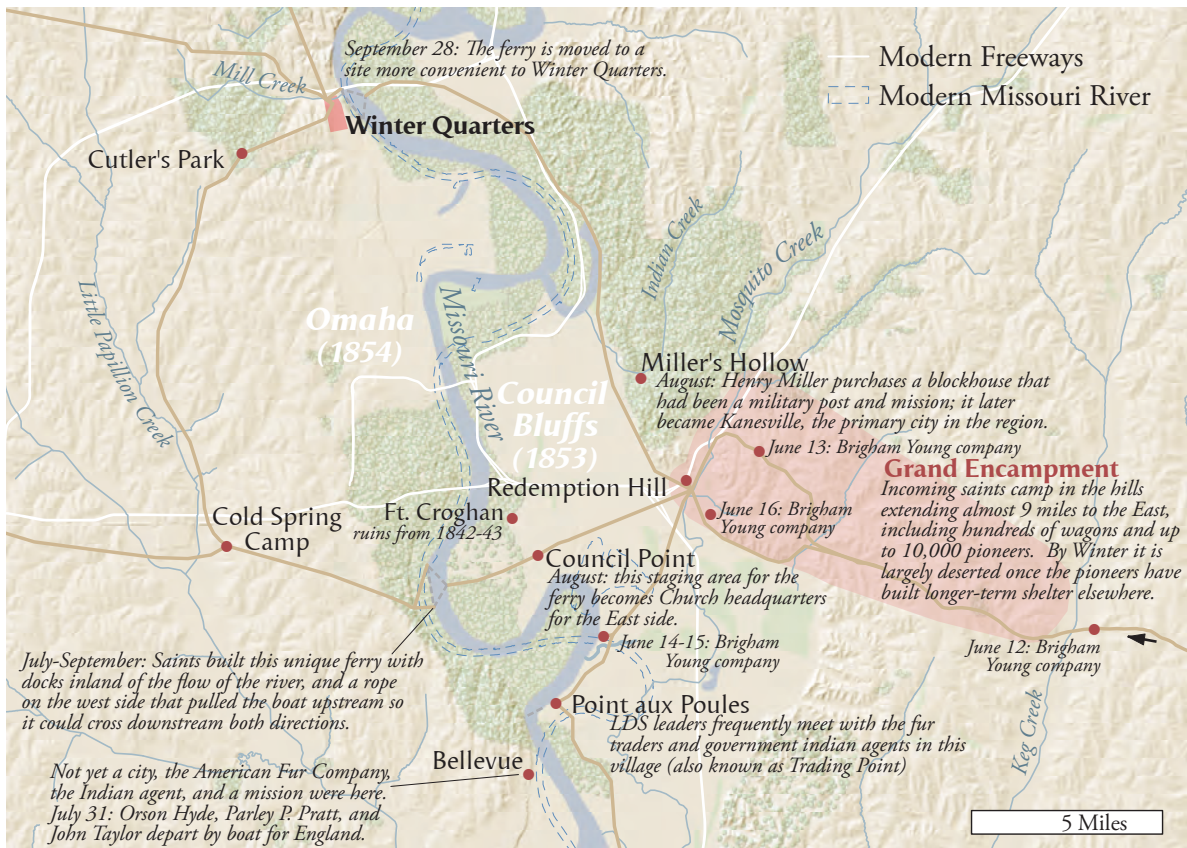 September 28: The ferry is moved to a
site more convenient to Winter Quarters.
Modern Freeways
Modern Missouri River
Mill Creek
Winter Quarters
Cutler's Park
Little Papillion Creek
Omaha
(1854)
Missouri River
Indian Creek
Mosquito Creek
Council
Bluffs
(1853)
Miller's Hollow
August: Henry Miller purchases a blockhouse that
had been a military post and mission; it later
became Kanesville, the primary city in the region.
June 13: Brigham Young company
Grand Encampment
Incoming saints camp in the hills
extending almost 9 miles to the East,
including hundreds of wagons and up
to 10,000 pioneers. By Winter it is
largely deserted once the pioneers have
built longer-term shelter elsewhere.
Redemption Hill
June 16: Brigham
Young company
Ft. Croghan
ruins from 1842-43
Cold Spring
Camp
Council Point
August: this staging area for the
ferry becomes Church headquarters
for the East side.
June 14-15: Brigham
Young company
June 12: Brigham
Young company
July-September: Saints built this unique ferry with
docks inland of the flow of the river, and a rope
on the west side that pulled the boat upstream so
it could cross downstream both directions.
Point aux Poules
LDS leaders frequently meet with the fur
traders and government indian agents in this
village (also known as Trading Point)
Keg Creek
Bellevue
Not yet a city, the American Fur Company,
the Indian agent, and a mission were here.
July 31: Orson Hyde, Parley P. Pratt, and
John Taylor depart by boat for England.
5 Miles